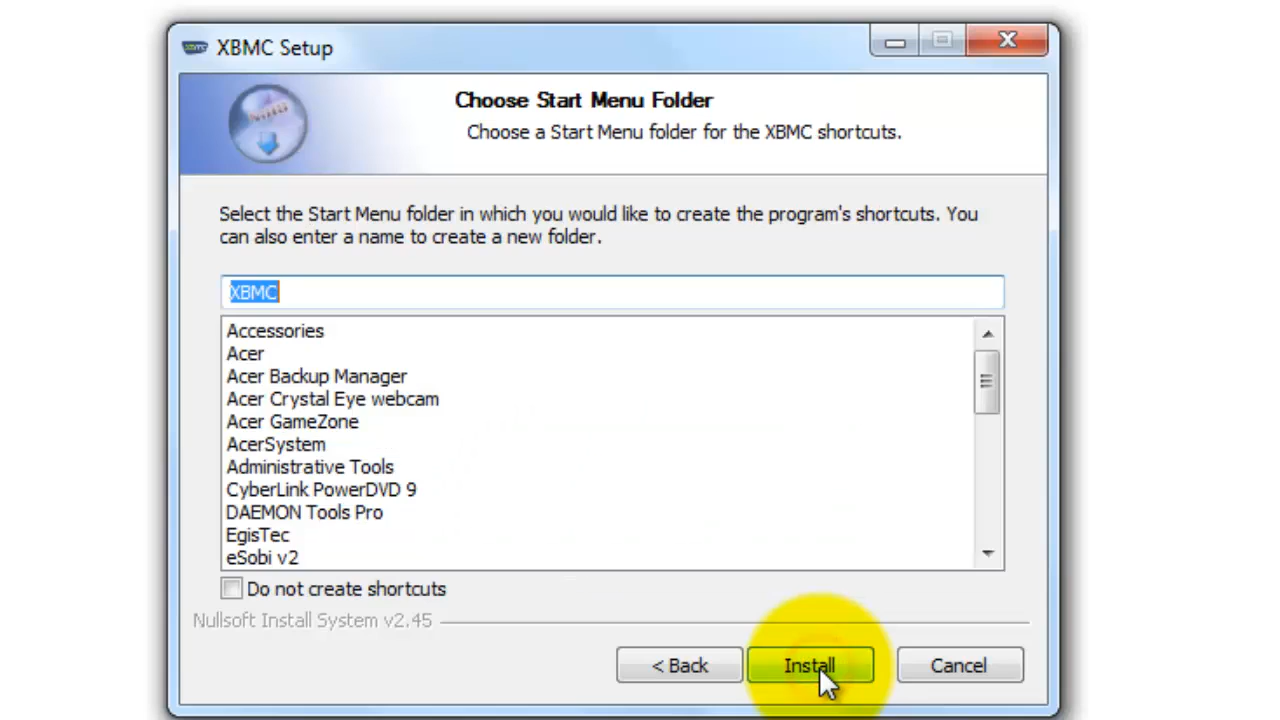 XBMC Setup
Choose Start Menu Folder
Choose a Start Menu folder for the XBMC shortcuts.
Select the Start Menu folder in which you would like to create the program's shortcuts. You
can also enter a name to create a new folder.
XBMC
Accessories
Acer
Acer Backup Manager
Acer Crystal Eye webcam
Acer GameZone
AcerSystem
Administrative Tools
CyberLink PowerDVD 9
DAEMON Tools Pro
EgisTec
eSobi v2
Do not create shortcuts
Nullsoft Install System v2.45
< Back
Install
Cancel